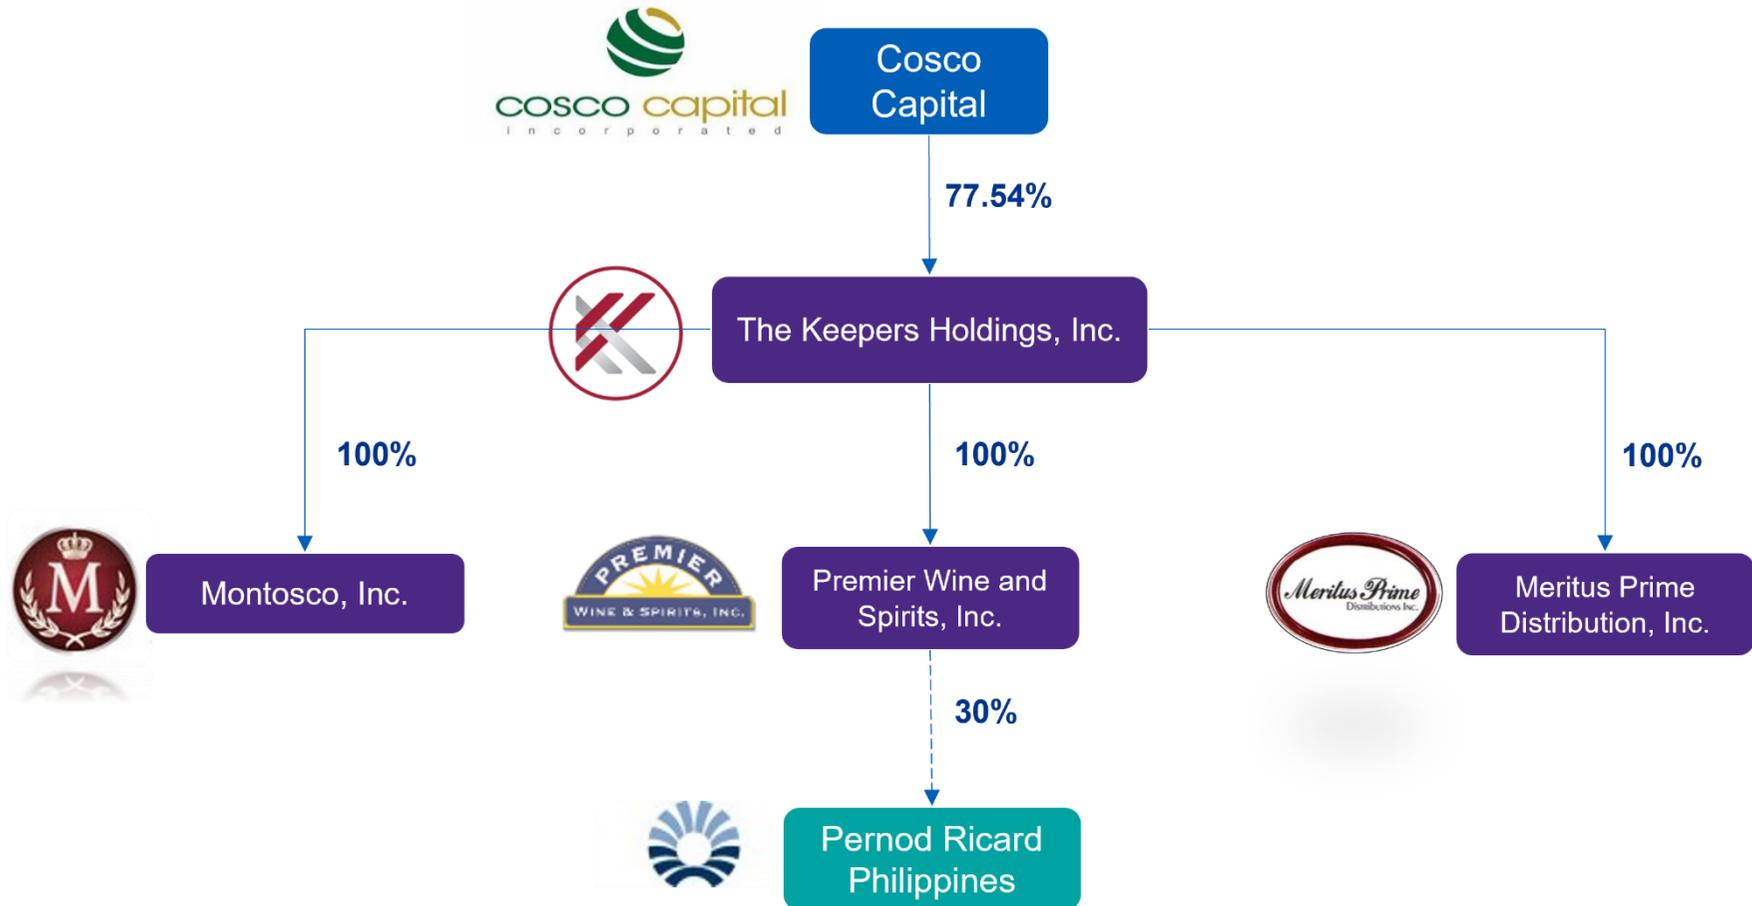 cosco capital
incorporated
Cosco
Capital
77.54%
The Keepers Holdings, Inc.
100%
100%
100%
M
Montosco, Inc.
PREMIER
WINE & SPIRITS, INC.
Premier Wine and
Spirits, Inc.
Meritus Prime
Distributions Inc.
Meritus Prime
Distribution, Inc.
30%
Pernod Ricard
Philippines